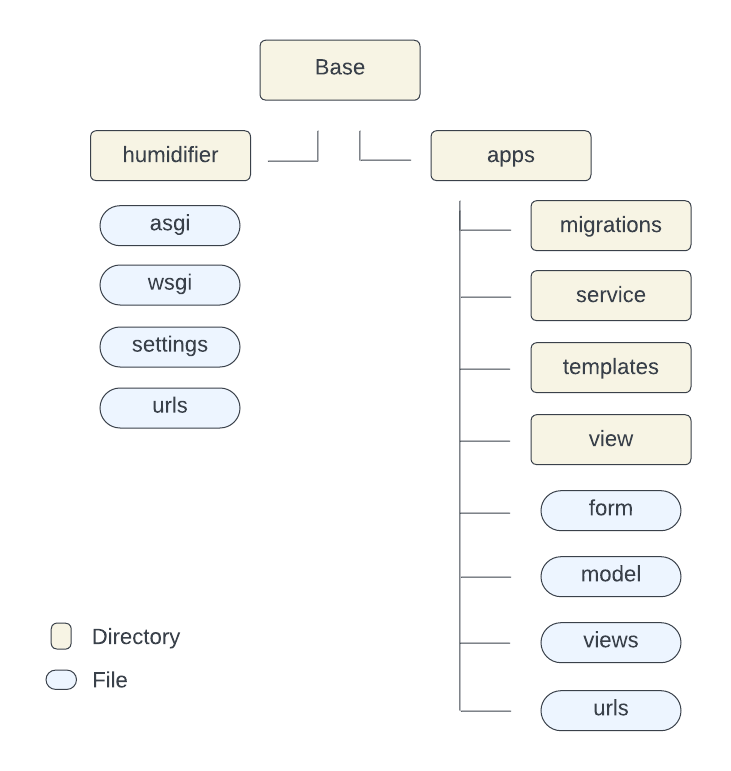 Base
humidifier
apps
asgi
wsgi
settings
urls
migrations
service
templates
view
form
model
views
urls
Directory
File